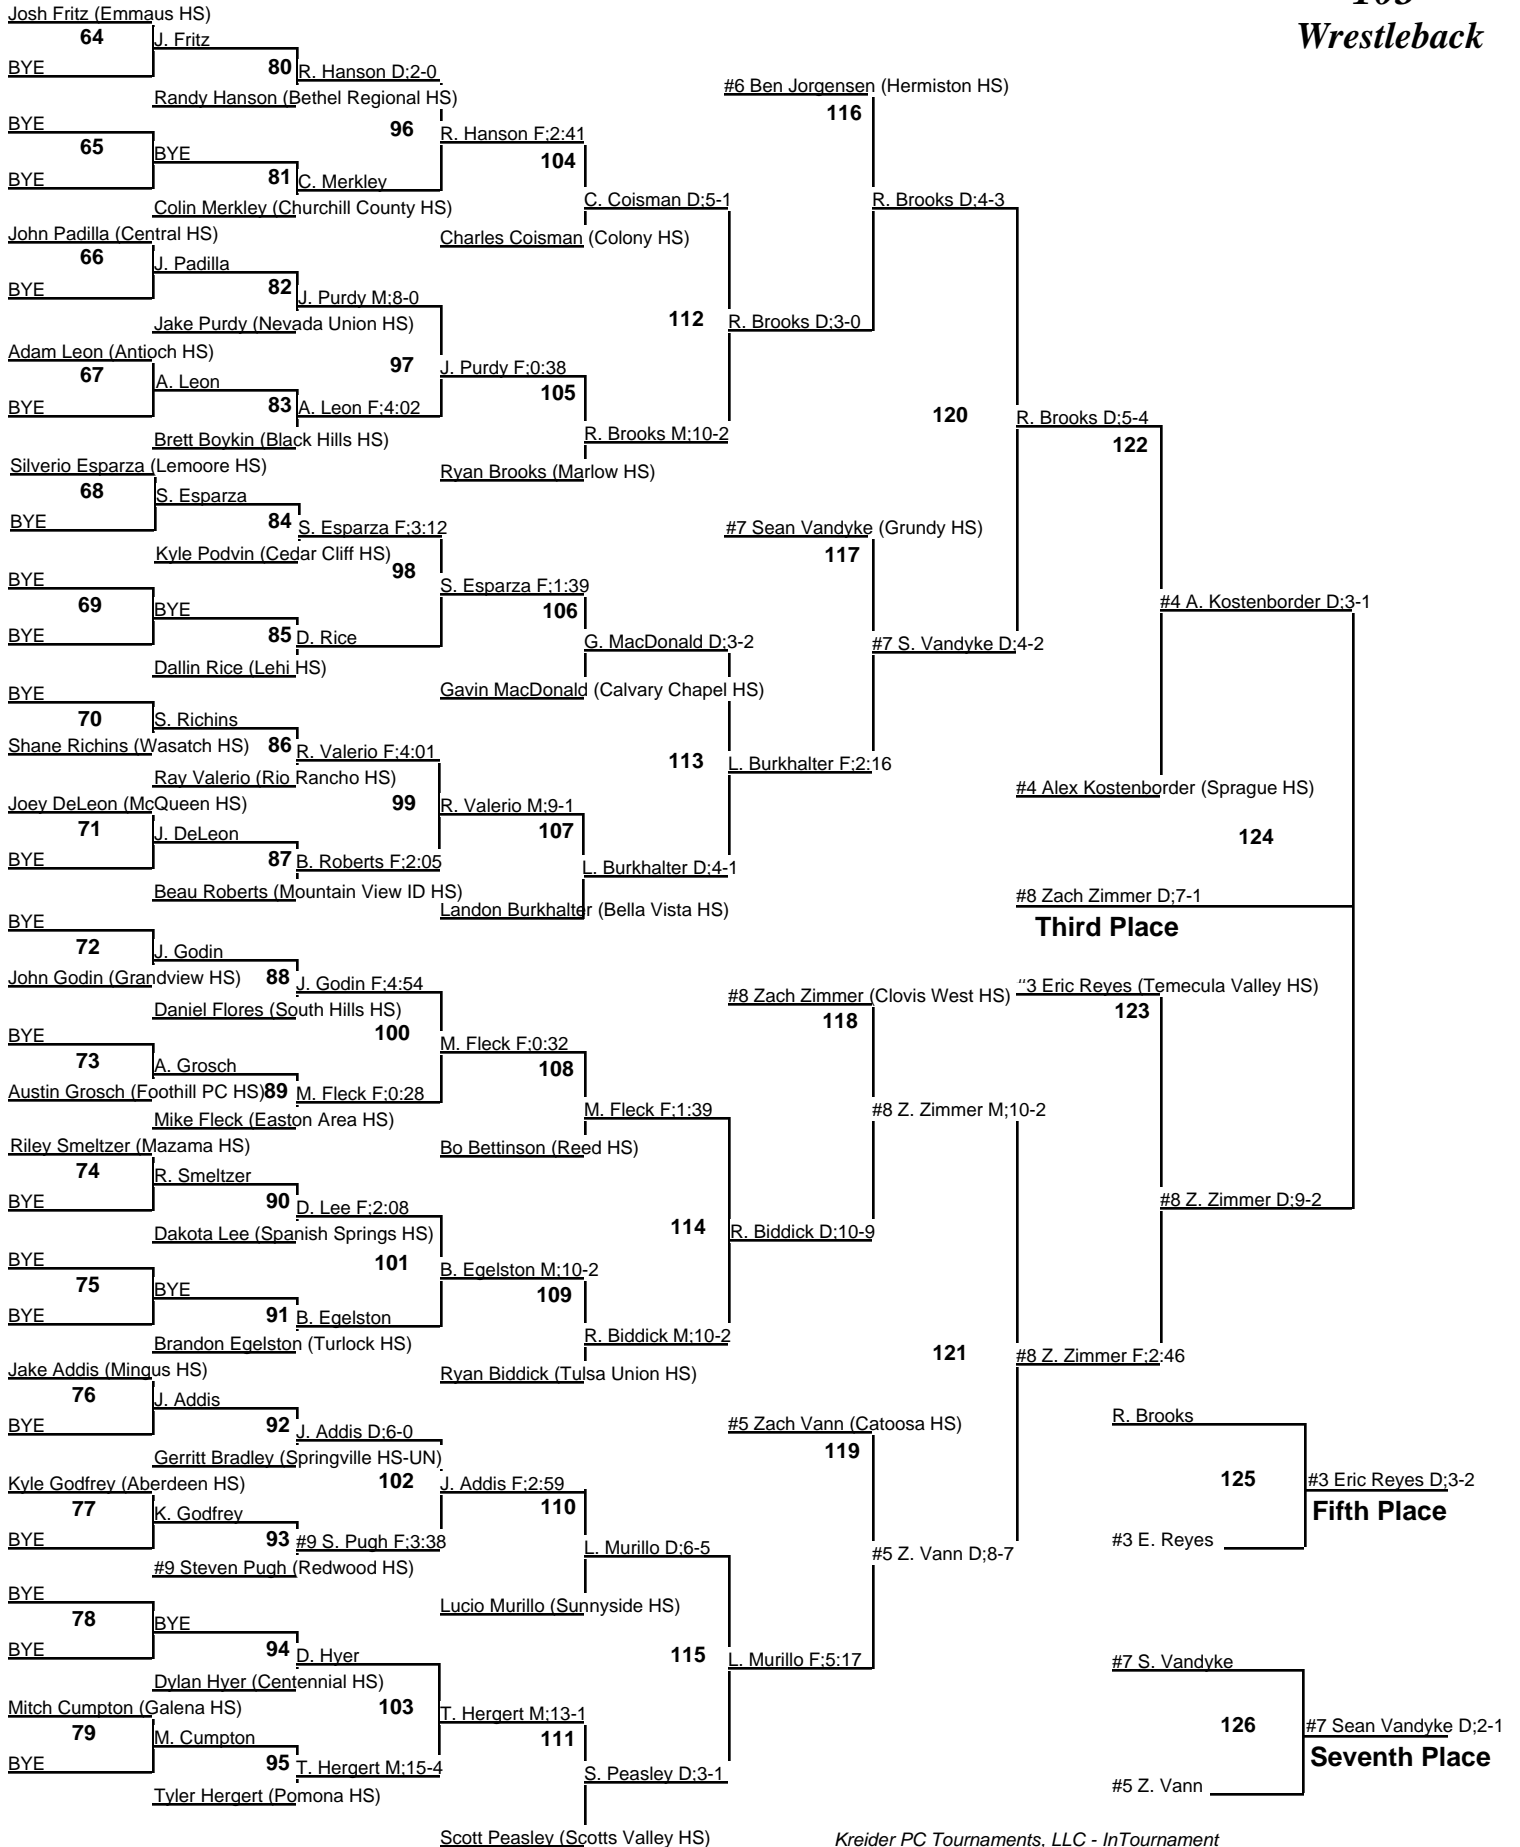 Wrestleback
Josh Fritz (Emmaus HS)
64
J. Fritz
BYE
80
R. Hanson D;2-0
Randy Hanson (Bethel Regional HS)
96
BYE
R. Hanson F;2:41
65
BYE
104
BYE
81
C. Merkley
Colin Merkley (Churchill County HS)
C. Coisman D;5-1
Charles Coisman (Colony HS)
John Padilla (Central HS)
66
J. Padilla
BYE
82
J. Purdy M;8-0
Jake Purdy (Nevada Union HS)
112
R. Brooks D;3-0
Adam Leon (Antioch HS)
97
J. Purdy F;0:38
67
A. Leon
105
BYE
83
A. Leon F;4:02
Brett Boykin (Black Hills HS)
R. Brooks M;10-2
Ryan Brooks (Marlow HS)
#6 Ben Jorgensen (Hermiston HS)
116
R. Brooks D;4-3
120
R. Brooks D;5-4
122
Silverio Esparza (Lemoore HS)
68
S. Esparza
BYE
84
S. Esparza F;3:12
Kyle Podvin (Cedar Cliff HS)
98
BYE
S. Esparza F;1:39
69
BYE
106
BYE
85
D. Rice
Dallin Rice (Lehi HS)
G. MacDonald D;3-2
Gavin MacDonald (Calvary Chapel HS)
#7 Sean Vandyke (Grundy HS)
117
#7 S. Vandyke D;4-2
#4 A. Kostenborder D;3-1
BYE
70
S. Richins
Shane Richins (Wasatch HS)
86
R. Valerio F;4:01
113
L. Burkhalter F;2:16
Ray Valerio (Rio Rancho HS)
99
R. Valerio M;9-1
Joey DeLeon (McQueen HS)
71
J. DeLeon
107
BYE
87
B. Roberts F;2:05
L. Burkhalter D;4-1
Beau Roberts (Mountain View ID HS)
Landon Burkhalter (Bella Vista HS)
#4 Alex Kostenborder (Sprague HS)
124
#8 Zach Zimmer D;7-1
Third Place
BYE
72
J. Godin
John Godin (Grandview HS)
88
J. Godin F;4:54
Daniel Flores (South Hills HS)
100
#8 Zach Zimmer (Clovis West HS)
118
3 Eric Reyes (Temecula Valley HS)
123
BYE
M. Fleck F;0:32
73
A. Grosch
108
Austin Grosch (Foothill PC HS)
89
M. Fleck F;0:28
Mike Fleck (Easton Area HS)
M. Fleck F;1:39
Bo Bettinson (Reed HS)
#8 Z. Zimmer M;10-2
Riley Smeltzer (Mazama HS)
74
R. Smeltzer
BYE
90
D. Lee F;2:08
Dakota Lee (Spanish Springs HS)
101
114
R. Biddick D;10-9
#8 Z. Zimmer D;9-2
BYE
B. Egelston M;10-2
75
BYE
109
BYE
91
B. Egelston
Brandon Egelston (Turlock HS)
R. Biddick M;10-2
Ryan Biddick (Tulsa Union HS)
121
#8 Z. Zimmer F;2:46
Jake Addis (Mingus HS)
76
J. Addis
BYE
92
J. Addis D;6-0
Gerritt Bradley (Springville HS-UN)
102
#5 Zach Vann (Catoosa HS)
119
R. Brooks
Kyle Godfrey (Aberdeen HS)
J. Addis F;2:59
77
K. Godfrey
110
BYE
93
#9 S. Pugh F;3:38
#9 Steven Pugh (Redwood HS)
L. Murillo D;6-5
Lucio Murillo (Sunnyside HS)
#5 Z. Vann D;8-7
125
#3 Eric Reyes D;3-2
Fifth Place
#3 E. Reyes
BYE
78
BYE
BYE
94
D. Hyer
Dylan Hyer (Centennial HS)
103
115
L. Murillo F;5:17
Mitch Cumpton (Galena HS)
T. Hergert M;13-1
79
M. Cumpton
111
BYE
95
T. Hergert M;15-4
Tyler Hergert (Pomona HS)
S. Peasley D;3-1
Scott Peasley (Scotts Valley HS)
#7 S. Vandyke
126
#7 Sean Vandyke D;2-1
Seventh Place
#5 Z. Vann
Kreider PC Tournaments, LLC - InTournament